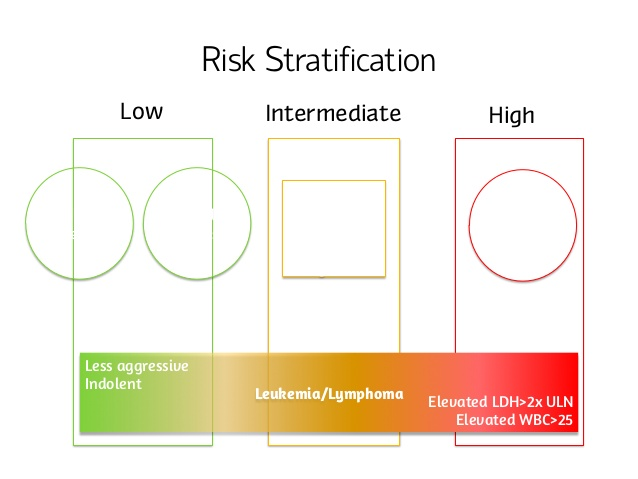 Risk Stratification
Low
Intermediate
High
Less aggressive
Indolent
Leukemia/Lymphoma
Elevated LDH>2x ULN
Elevated WBC>25